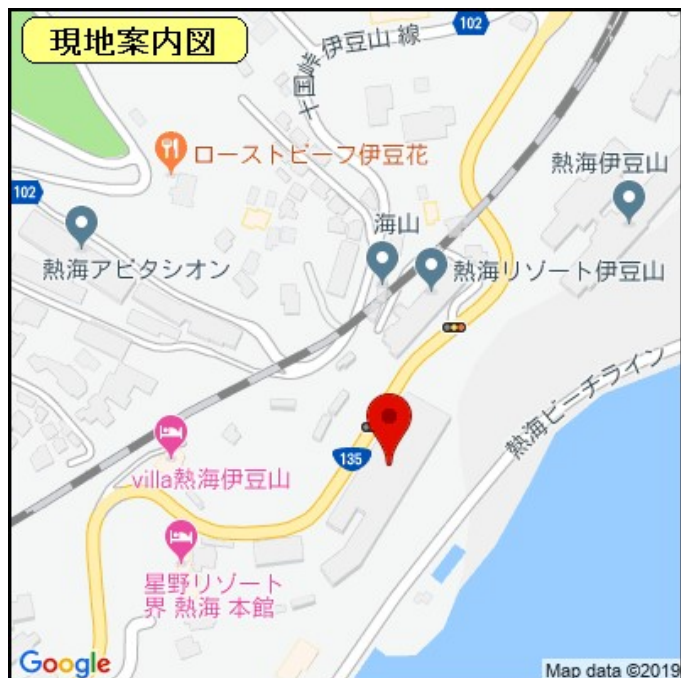 現地案内図
102
十国峠 伊豆山 線
ローストビーフ伊豆花
熱海伊豆山
102
海山
熱海アビタシオン
熱海リゾート伊豆山
熱海ビーチライン
135
villa熱海伊豆山
星野リゾート
界 熱海 本館
Google
Map data ©2019